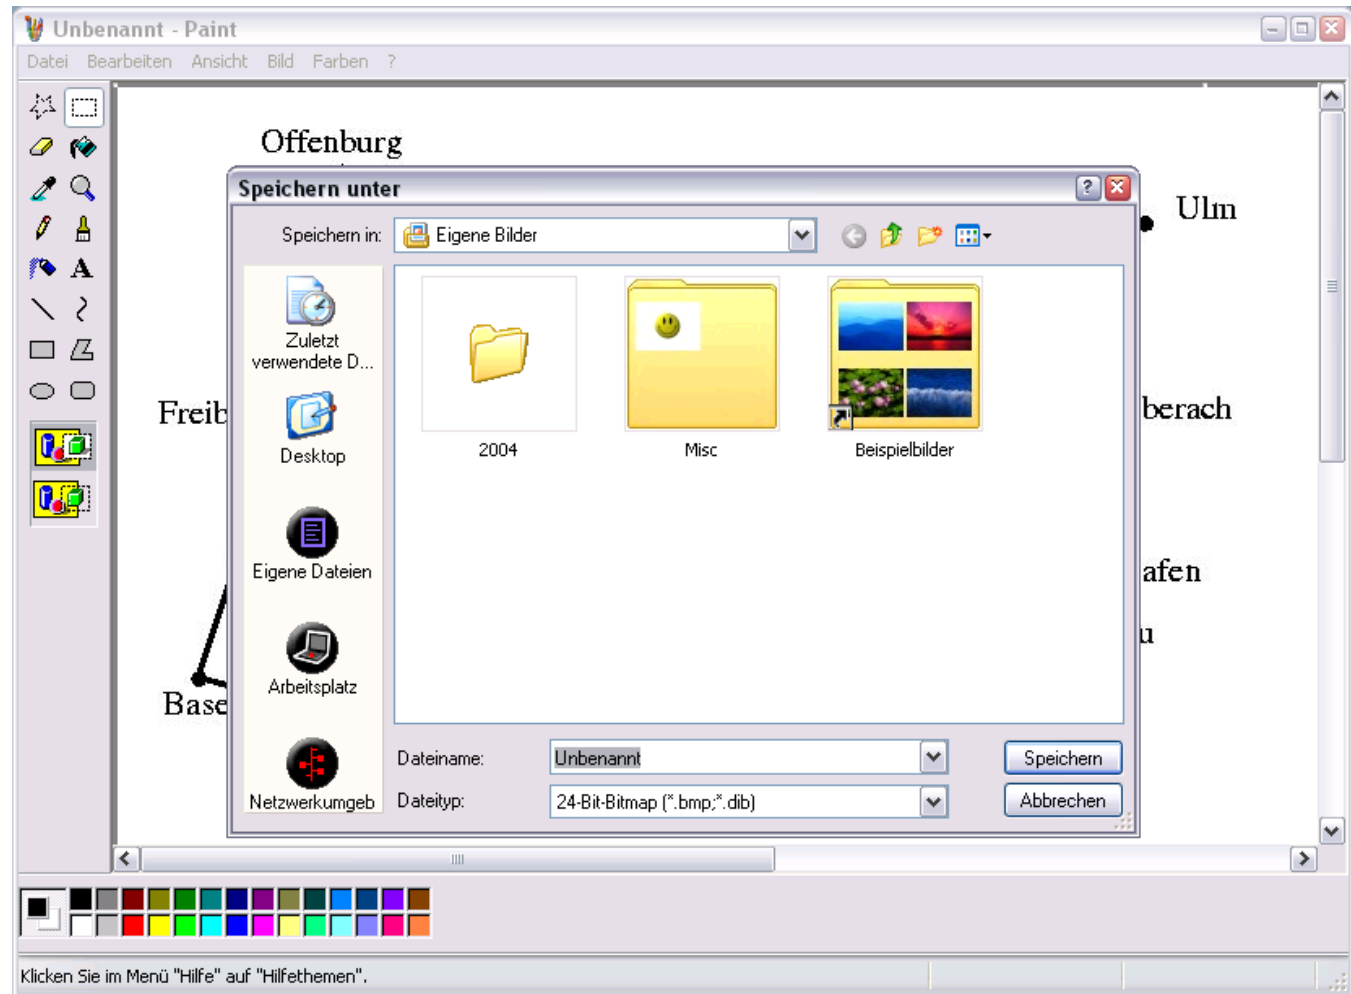 Unbenannt - Paint
Datei Bearbeiten Ansicht Bild Farben ?
Offenburg
Ulm
Freib
berach
afen
u
Base
Speichern unter
Speichern in:
Eigene Bilder
Zuletzt
verwendete D...
Desktop
Eigene Dateien
Arbeitsplatz
Netzwerkumgeb
2004
Misc
Beispielbilder
Dateiname:
Unbenannt
Speichern
Dateityp:
24-Bit-Bitmap (*.bmp;*.dib)
Abbrechen
A
Klicken Sie im Menü "Hilfe" auf "Hilfethemen".